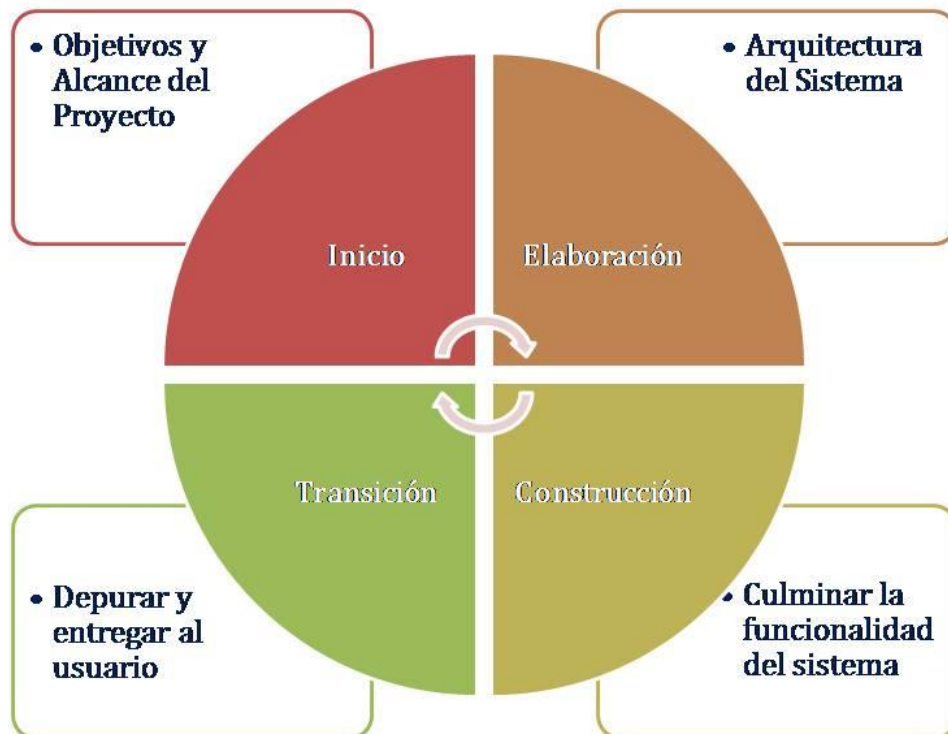 • Objetivos y
Alcance del
Proyecto
• Arquitectura
del Sistema
Inicio
Elaboración
Transición
Construcción
• Depurar y
entregar al
usuario
• Culminar la
funcionalidad
del sistema